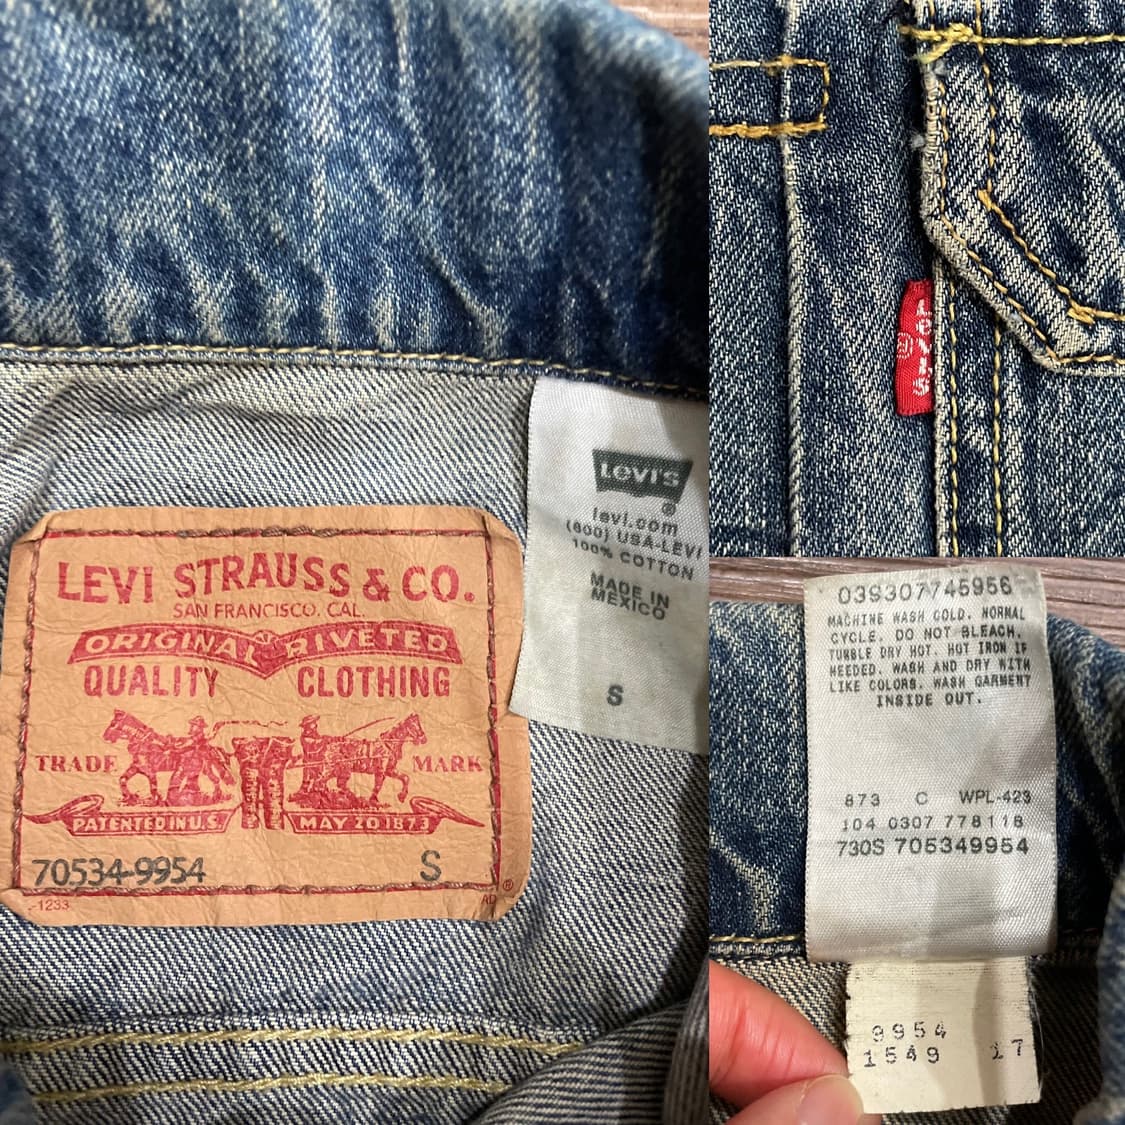 LEVI STRAUSS & CO.
SAN FRANCISCO, CAL.
ORIGINAL RIVETED
QUALITY CLOTHING
TRADE MARK
PATENTED IN U.S. MAY 20 1873
70534-9954 S
-1233
®
LEVI'S
®
levi.com
(800) USA-LEVI
100% COTTON
MADE IN
MEXICO
S
LEVI'S
®
039307745956
MACHINE WASH COLD. NORMAL
CYCLE. DO NOT BLEACH.
TUMBLE DRY HOT. HOT IRON IF
NEEDED. WASH AND DRY WITH
LIKE COLORS. WASH GARMENT
INSIDE OUT.
873 C WPL-423
104 0307 778118
730S 705349954
9954
1549 17